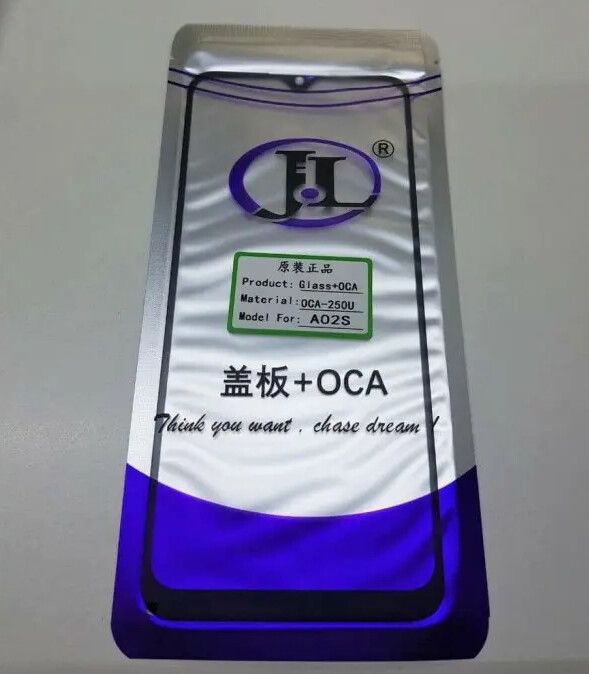 JL®
原装正品
Product: Glass+OCA
Material: OCA-250U
Model For: A02S
盖板+OCA
Think you want , chase dream !